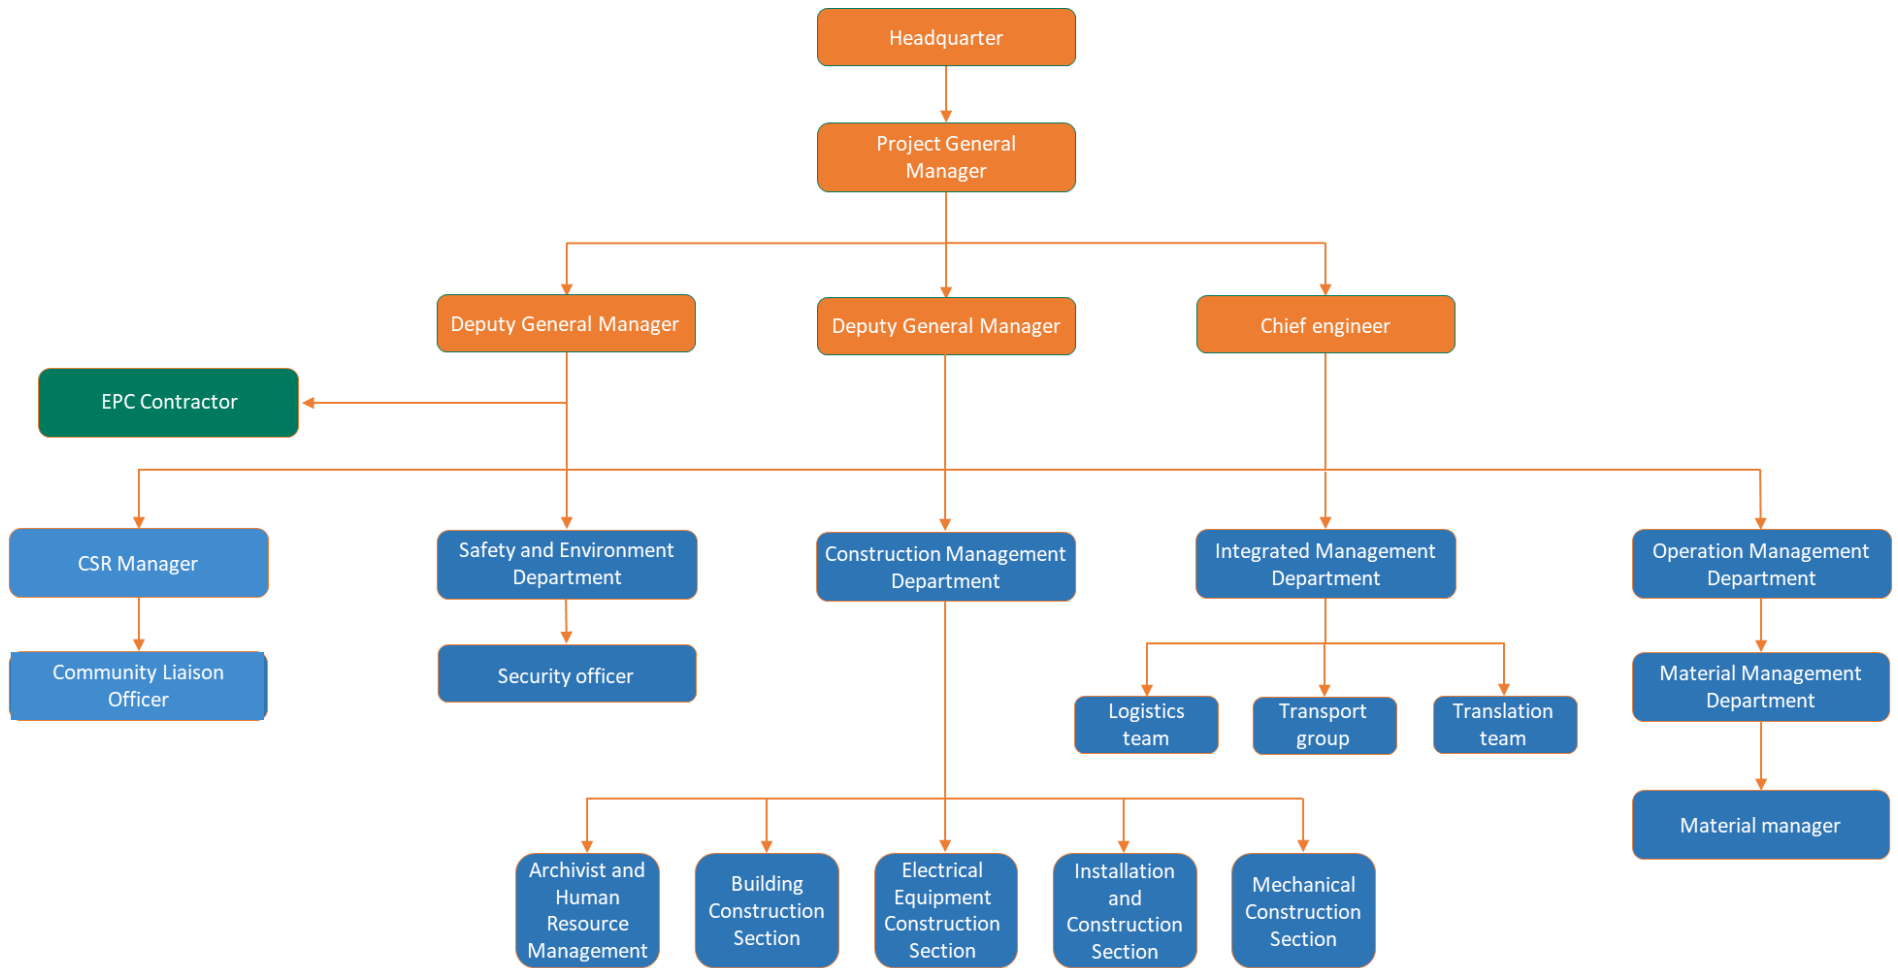 Headquarter
Project General
Manager
Deputy General Manager
Deputy General Manager
Chief engineer
EPC Contractor
CSR Manager
Safety and Environment
Department
Construction Management
Department
Integrated Management
Department
Operation Management
Department
Community Liaison
Officer
Security officer
Logistics
team
Transport
group
Translation
team
Material Management
Department
Material manager
Archivist and
Human
Resource
Management
Building
Construction
Section
Electrical
Equipment
Construction
Section
Installation
and
Construction
Section
Mechanical
Construction
Section